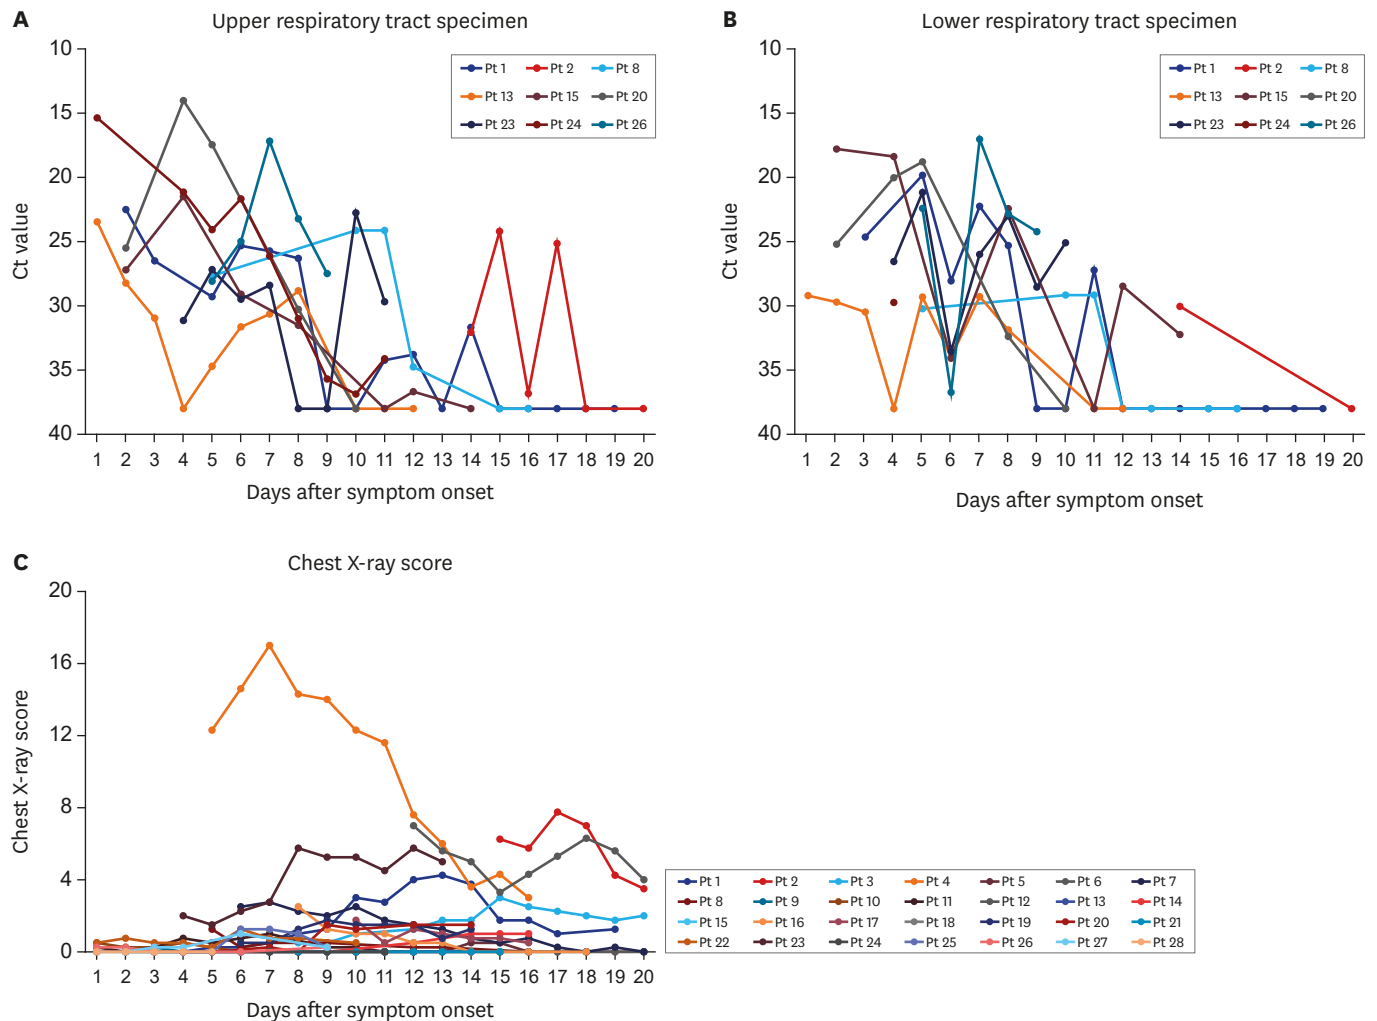 A Upper respiratory tract specimen
10
15
20
25
30
35
40
Ct value
Pt 1 Pt 2 Pt 8
Pt 13 Pt 15 Pt 20
Pt 23 Pt 24 Pt 26
1 2 3 4 5 6 7 8 9 10 11 12 13 14 15 16 17 18 19 20
Days after symptom onset
B Lower respiratory tract specimen
10
15
20
25
30
35
40
Ct value
Pt 1 Pt 2 Pt 8
Pt 13 Pt 15 Pt 20
Pt 23 Pt 24 Pt 26
1 2 3 4 5 6 7 8 9 10 11 12 13 14 15 16 17 18 19 20
Days after symptom onset
C Chest X-ray score
20
16
12
8
4
0
Chest X-ray score
1 2 3 4 5 6 7 8 9 10 11 12 13 14 15 16 17 18 19 20
Days after symptom onset
Pt 1 Pt 2 Pt 3 Pt 4 Pt 5 Pt 6 Pt 7
Pt 8 Pt 9 Pt 10 Pt 11 Pt 12 Pt 13 Pt 14
Pt 15 Pt 16 Pt 17 Pt 18 Pt 19 Pt 20 Pt 21
Pt 22 Pt 23 Pt 24 Pt 25 Pt 26 Pt 27 Pt 28